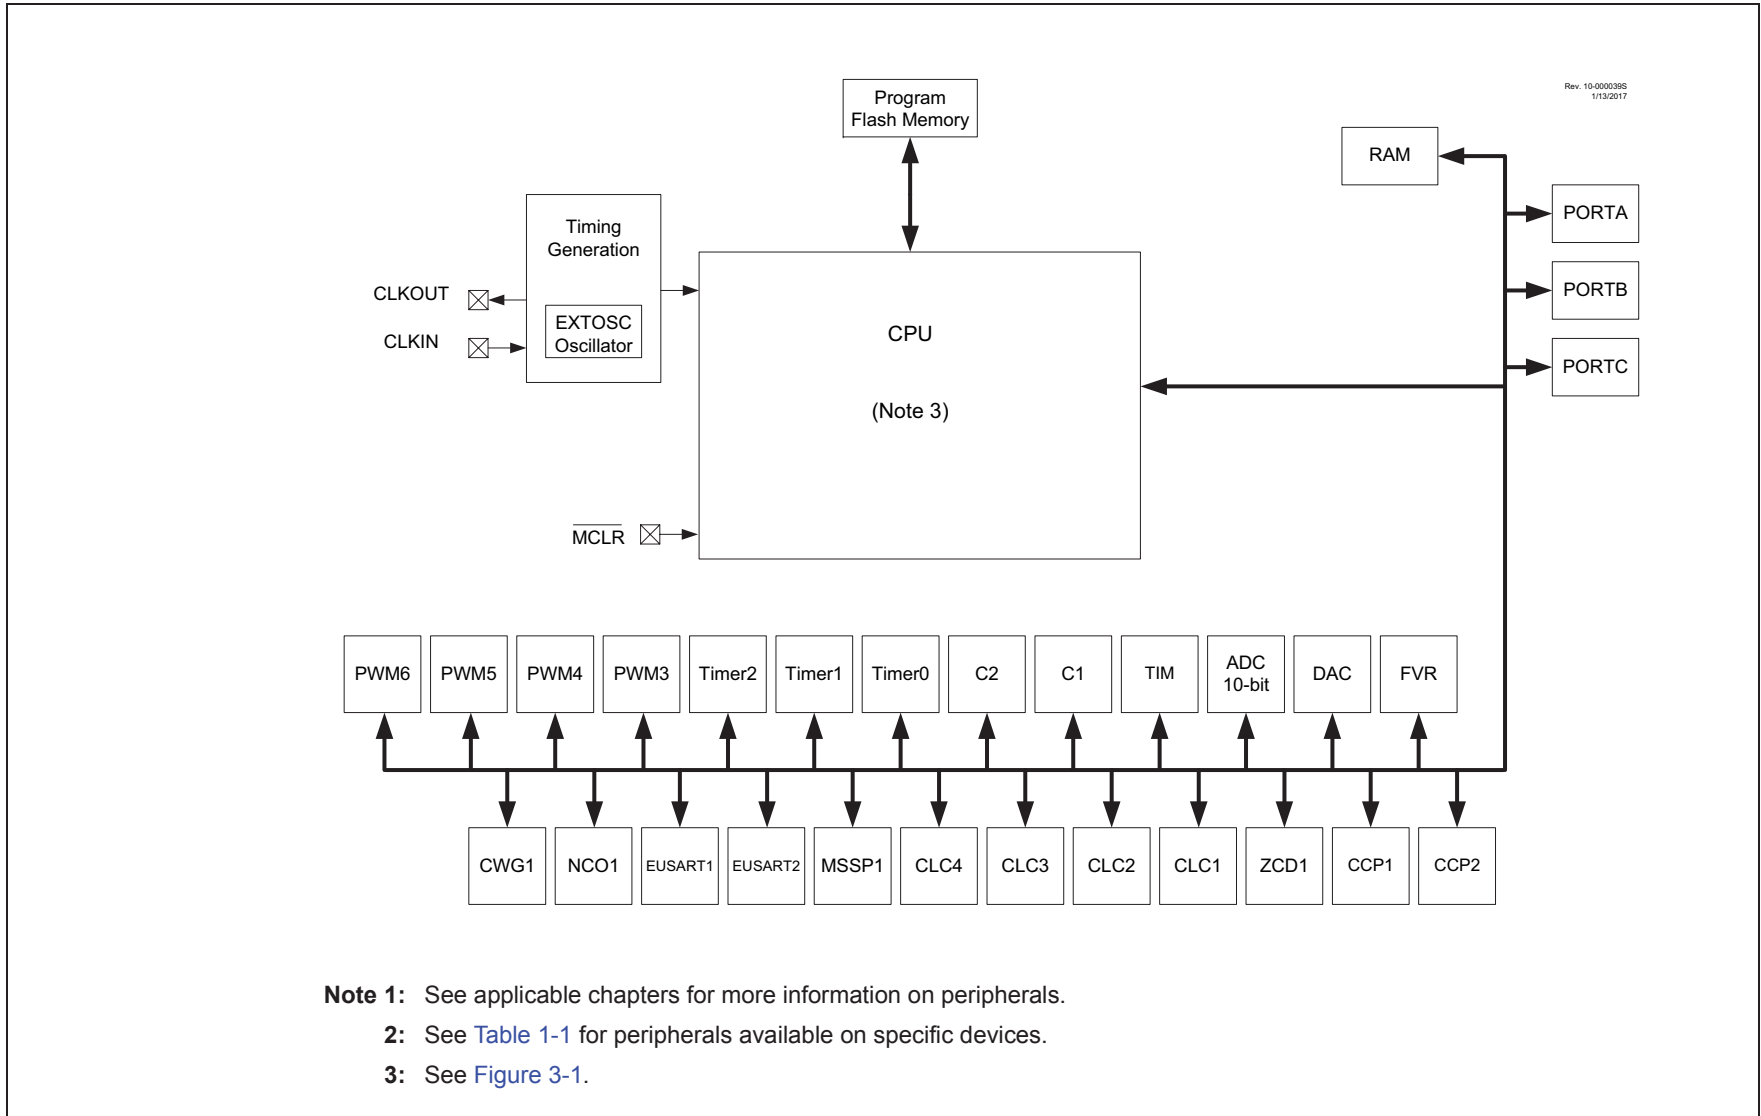 Rev. 10-000039S
1/13/2017
Program
Flash Memory
RAM
PORTA
Timing
Generation
PORTB
CLKOUT
EXTOSC
Oscillator
CLKIN
CPU
PORTC
(Note 3)
MCLR
PWM6 PWM5 PWM4 PWM3 Timer2 Timer1 Timer0 C2 C1 TIM ADC
10-bit DAC FVR
CWG1 NCO1 EUSART1 EUSART2 MSSP1 CLC4 CLC3 CLC2 CLC1 ZCD1 CCP1 CCP2
Note 1: See applicable chapters for more information on peripherals.
2: See Table 1-1 for peripherals available on specific devices.
3: See Figure 3-1.